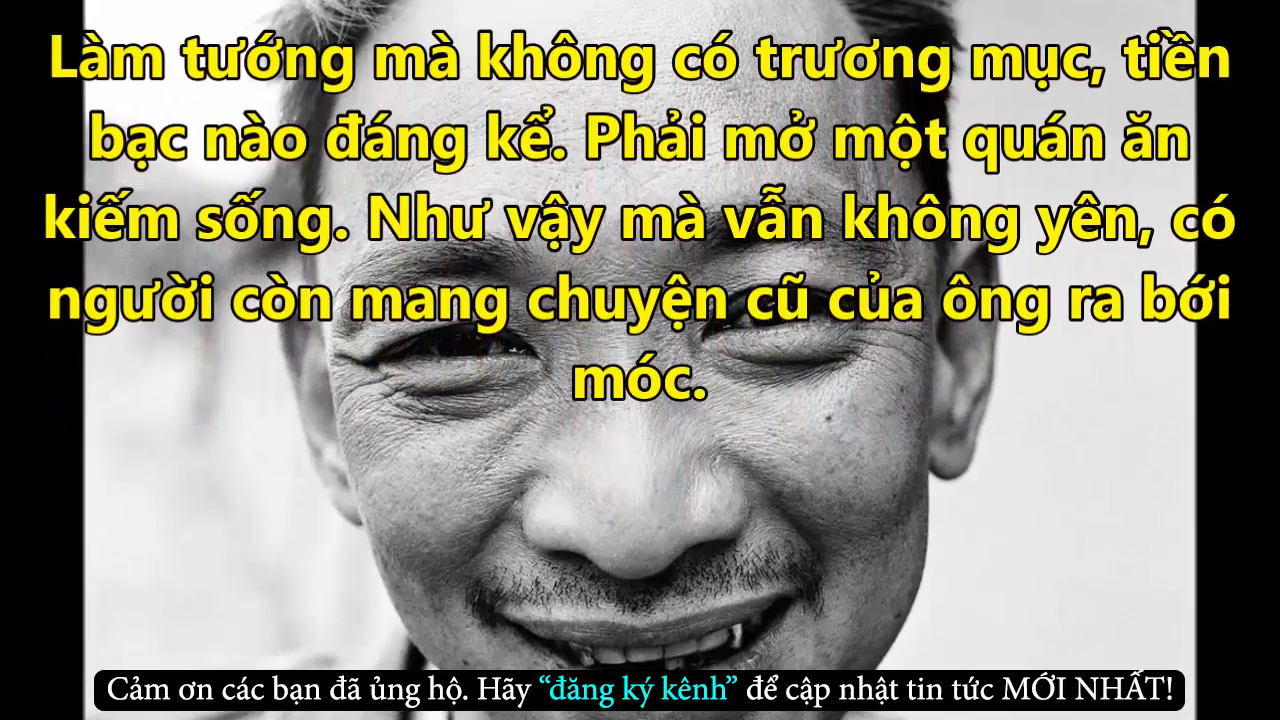 Làm tướng mà không có trương mục, tiền
bạc nào đáng kể. Phải mở một quán ăn
kiếm sống. Như vậy mà vẫn không yên, có
người còn mang chuyện cũ của ông ra bới
móc.
Cảm ơn các bạn đã ủng hộ. Hãy “đăng ký kênh” để cập nhật tin tức MỚI NHẤT!